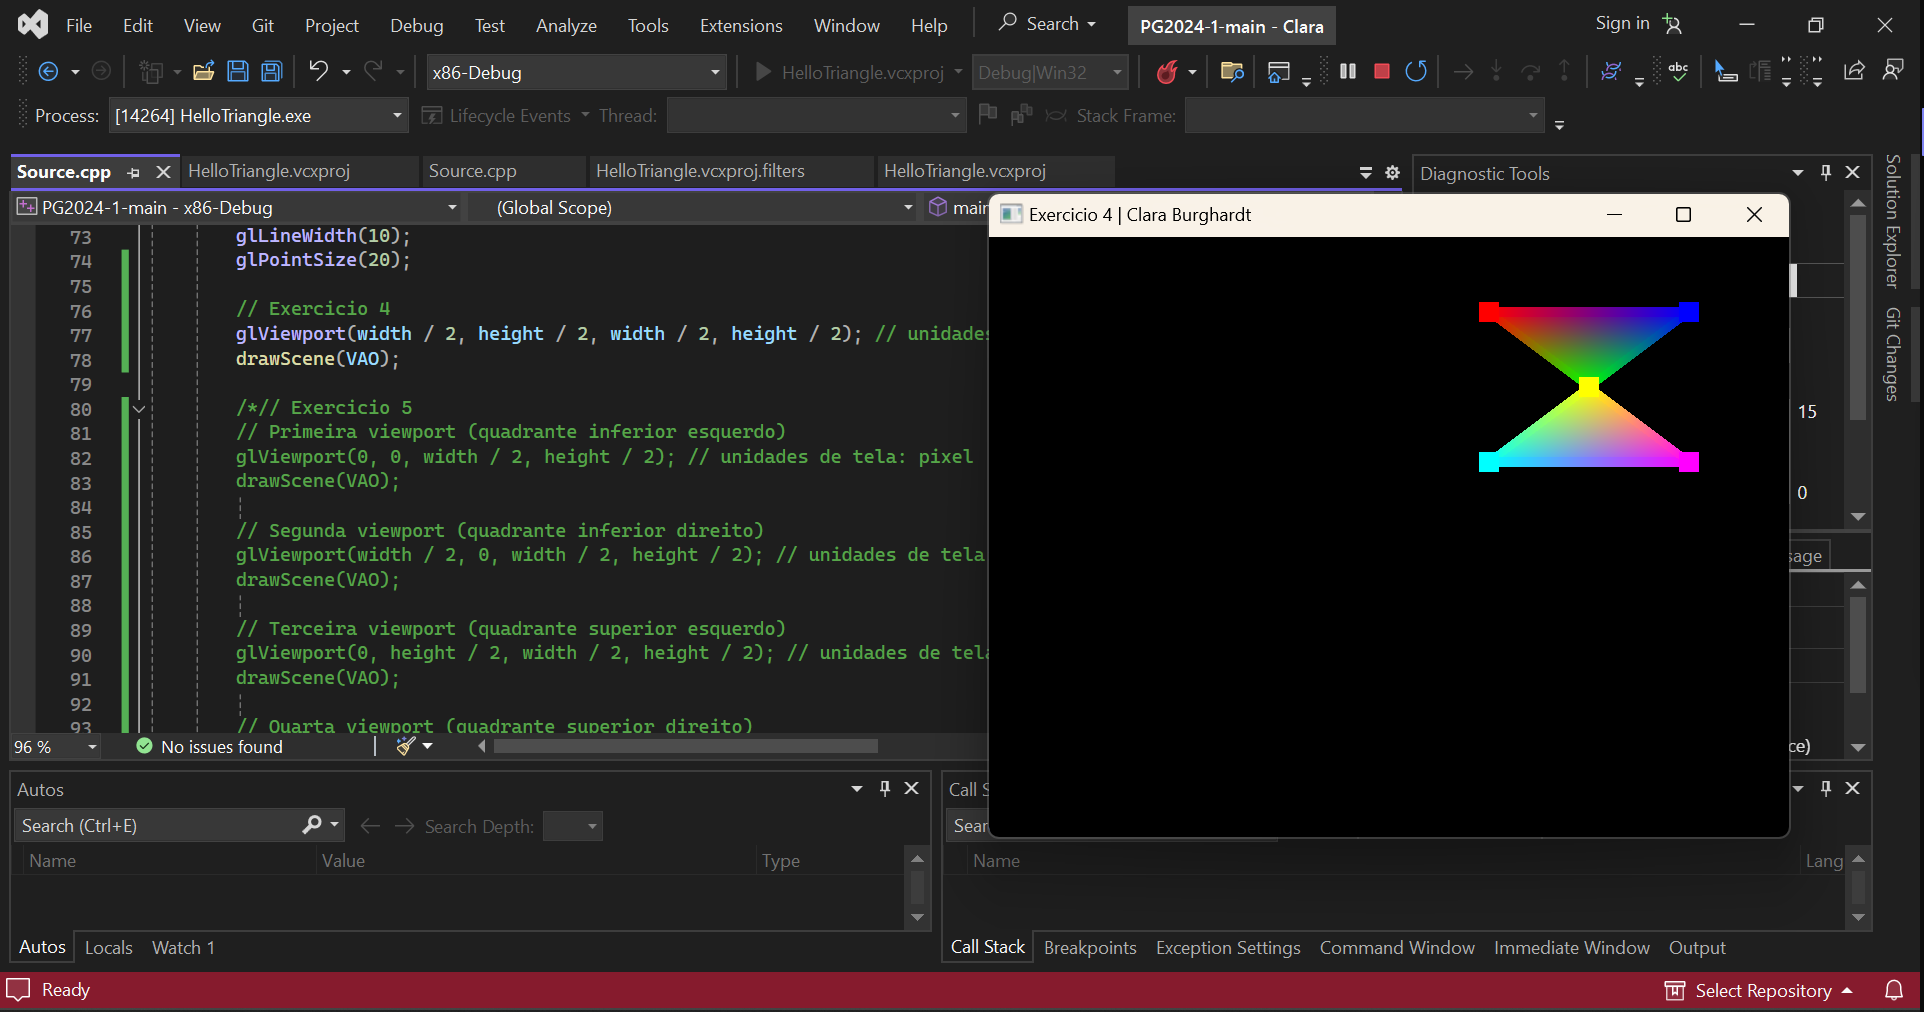 File Edit View Git Project Debug Test Analyze Tools Extensions Window Help Search PG2024-1-main - Clara Sign in
x86-Debug HelloTriangle.vcxproj Debug|Win32 abc
Process: [14264] HelloTriangle.exe Lifecycle Events Thread: Stack Frame:
Source.cpp HelloTriangle.vcxproj Source.cpp HelloTriangle.vcxproj.filters HelloTriangle.vcxproj Diagnostic Tools
PG2024-1-main - x86-Debug (Global Scope) main
Exercicio 4 | Clara Burghardt
73 glLineWidth(10);
74 glPointSize(20);
75
76 // Exercicio 4
77 glViewport(width / 2, height / 2, width / 2, height / 2); // unidades
78 drawScene(VAO);
79
80 /*// Exercicio 5
81 // Primeira viewport (quadrante inferior esquerdo)
82 glViewport(0, 0, width / 2, height / 2); // unidades de tela: pixel
83 drawScene(VAO);
84
85 // Segunda viewport (quadrante inferior direito)
86 glViewport(width / 2, 0, width / 2, height / 2); // unidades de tela
87 drawScene(VAO);
88
89 // Terceira viewport (quadrante superior esquerdo)
90 glViewport(0, height / 2, width / 2, height / 2); // unidades de tela
91 drawScene(VAO);
92
93 // Quarta viewport (quadrante superior direito)
15
0
sage
ce)
Solution Explorer
Git Changes
96 % No issues found
Autos
Search (Ctrl+E) Search Depth:
Name Value Type
Autos Locals Watch 1
Call S
Sear
Name Lang
Call Stack Breakpoints Exception Settings Command Window Immediate Window Output
Ready Select Repository